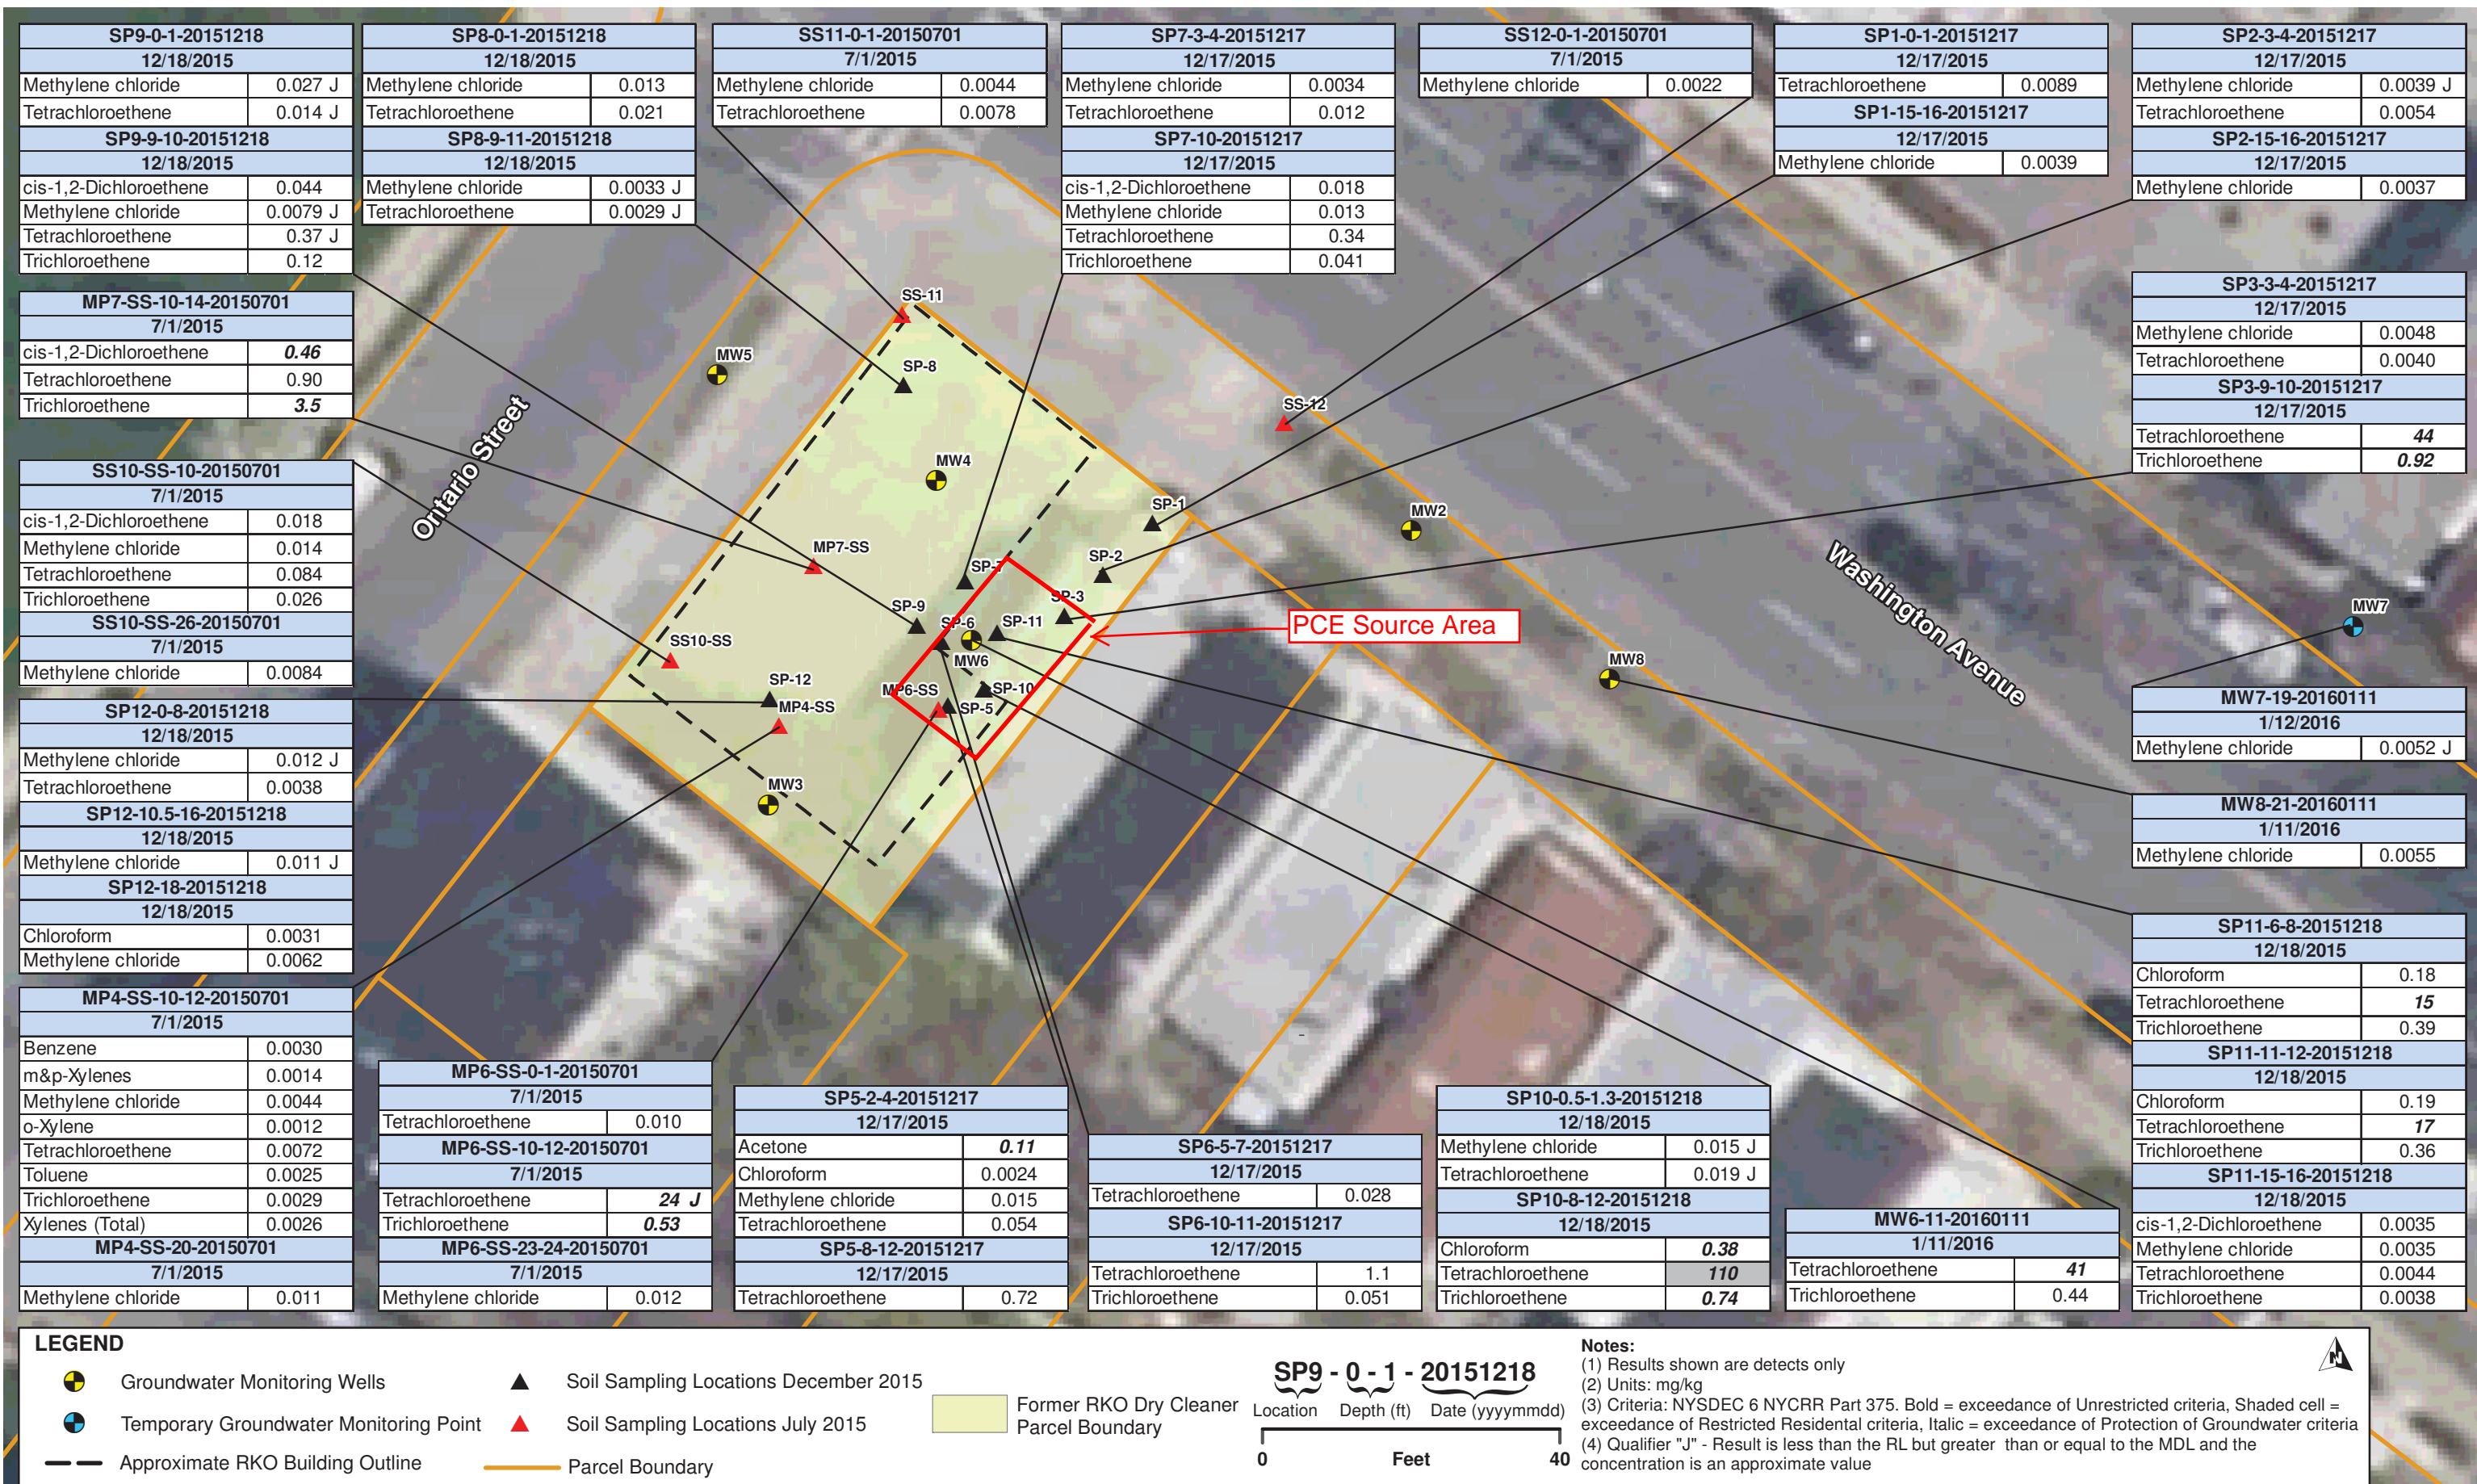 SP9-0-1-20151218
12/18/2015
Methylene chloride 0.027 J
Tetrachloroethene 0.014 J
SP9-9-10-20151218
12/18/2015
cis-1,2-Dichloroethene 0.044
Methylene chloride 0.0079 J
Tetrachloroethene 0.37 J
Trichloroethene 0.12
SP8-0-1-20151218
12/18/2015
Methylene chloride 0.013
Tetrachloroethene 0.021
SP8-9-11-20151218
12/18/2015
Methylene chloride 0.0033 J
Tetrachloroethene 0.0029 J
SS11-0-1-20150701
7/1/2015
Methylene chloride 0.0044
Tetrachloroethene 0.0078
SP7-3-4-20151217
12/17/2015
Methylene chloride 0.0034
Tetrachloroethene 0.012
SP7-10-20151217
12/17/2015
cis-1,2-Dichloroethene 0.018
Methylene chloride 0.013
Tetrachloroethene 0.34
Trichloroethene 0.041
SS12-0-1-20150701
7/1/2015
Methylene chloride 0.0022
SP1-0-1-20151217
12/17/2015
Tetrachloroethene 0.0089
SP1-15-16-20151217
12/17/2015
Methylene chloride 0.0039
SP2-3-4-20151217
12/17/2015
Methylene chloride 0.0039 J
Tetrachloroethene 0.0054
SP2-15-16-20151217
12/17/2015
Methylene chloride 0.0037
MP7-SS-10-14-20150701
7/1/2015
cis-1,2-Dichloroethene 0.46
Tetrachloroethene 0.90
Trichloroethene 3.5
SP3-3-4-20151217
12/17/2015
Methylene chloride 0.0048
Tetrachloroethene 0.0040
SP3-9-10-20151217
12/17/2015
Tetrachloroethene 44
Trichloroethene 0.92
SS10-SS-10-20150701
7/1/2015
cis-1,2-Dichloroethene 0.018
Methylene chloride 0.014
Tetrachloroethene 0.084
Trichloroethene 0.026
SS10-SS-26-20150701
7/1/2015
Methylene chloride 0.0084
SS-11
MW5
SP-8
SS-12
Ontario Street
MW4
SP-1
MW2
MP7-SS
SP-7
SP-2
SP-3
SP-9
SP-6
SP-11
PCE Source Area
Washington Avenue
MW7
SS10-SS
MW6
MW8
SP-12
MP6-SS
SP-10
MP4-SS
SP-5
MW3
SP12-0-8-20151218
12/18/2015
Methylene chloride 0.012 J
Tetrachloroethene 0.0038
SP12-10.5-16-20151218
12/18/2015
Methylene chloride 0.011 J
SP12-18-20151218
12/18/2015
Chloroform 0.0031
Methylene chloride 0.0062
MW7-19-20160111
1/12/2016
Methylene chloride 0.0052 J
MW8-21-20160111
1/11/2016
Methylene chloride 0.0055
MP4-SS-10-12-20150701
7/1/2015
Benzene 0.0030
m&p-Xylenes 0.0014
Methylene chloride 0.0044
o-Xylene 0.0012
Tetrachloroethene 0.0072
Toluene 0.0025
Trichloroethene 0.0029
Xylenes (Total) 0.0026
MP4-SS-20-20150701
7/1/2015
Methylene chloride 0.011
MP6-SS-0-1-20150701
7/1/2015
Tetrachloroethene 0.010
MP6-SS-10-12-20150701
7/1/2015
Tetrachloroethene 24 J
Trichloroethene 0.53
MP6-SS-23-24-20150701
7/1/2015
Methylene chloride 0.012
SP5-2-4-20151217
12/17/2015
Acetone 0.11
Chloroform 0.0024
Methylene chloride 0.015
Tetrachloroethene 0.054
SP5-8-12-20151217
12/17/2015
Tetrachloroethene 0.72
SP6-5-7-20151217
12/17/2015
Tetrachloroethene 0.028
SP6-10-11-20151217
12/17/2015
Tetrachloroethene 1.1
Trichloroethene 0.051
SP10-0.5-1.3-20151218
12/18/2015
Methylene chloride 0.015 J
Tetrachloroethene 0.019 J
SP10-8-12-20151218
12/18/2015
Chloroform 0.38
Tetrachloroethene 110
Trichloroethene 0.74
MW6-11-20160111
1/11/2016
Tetrachloroethene 41
Trichloroethene 0.44
SP11-6-8-20151218
12/18/2015
Chloroform 0.18
Tetrachloroethene 15
Trichloroethene 0.39
SP11-11-12-20151218
12/18/2015
Chloroform 0.19
Tetrachloroethene 17
Trichloroethene 0.36
SP11-15-16-20151218
12/18/2015
cis-1,2-Dichloroethene 0.0035
Methylene chloride 0.0035
Tetrachloroethene 0.0044
Trichloroethene 0.0038
LEGEND
Groundwater Monitoring Wells
Temporary Groundwater Monitoring Point
Approximate RKO Building Outline
Soil Sampling Locations December 2015
Soil Sampling Locations July 2015
Parcel Boundary
Former RKO Dry Cleaner
Parcel Boundary
SP9 - 0 - 1 - 20151218
Location Depth (ft) Date (yyyymmdd)
0 Feet 40
Notes:
(1) Results shown are detects only
(2) Units: mg/kg
(3) Criteria: NYSDEC 6 NYCRR Part 375. Bold = exceedance of Unrestricted criteria, Shaded cell =
exceedance of Restricted Residental criteria, Italic = exceedance of Protection of Groundwater criteria
(4) Qualifier "J" - Result is less than the RL but greater than or equal to the MDL and the
concentration is an approximate value
N